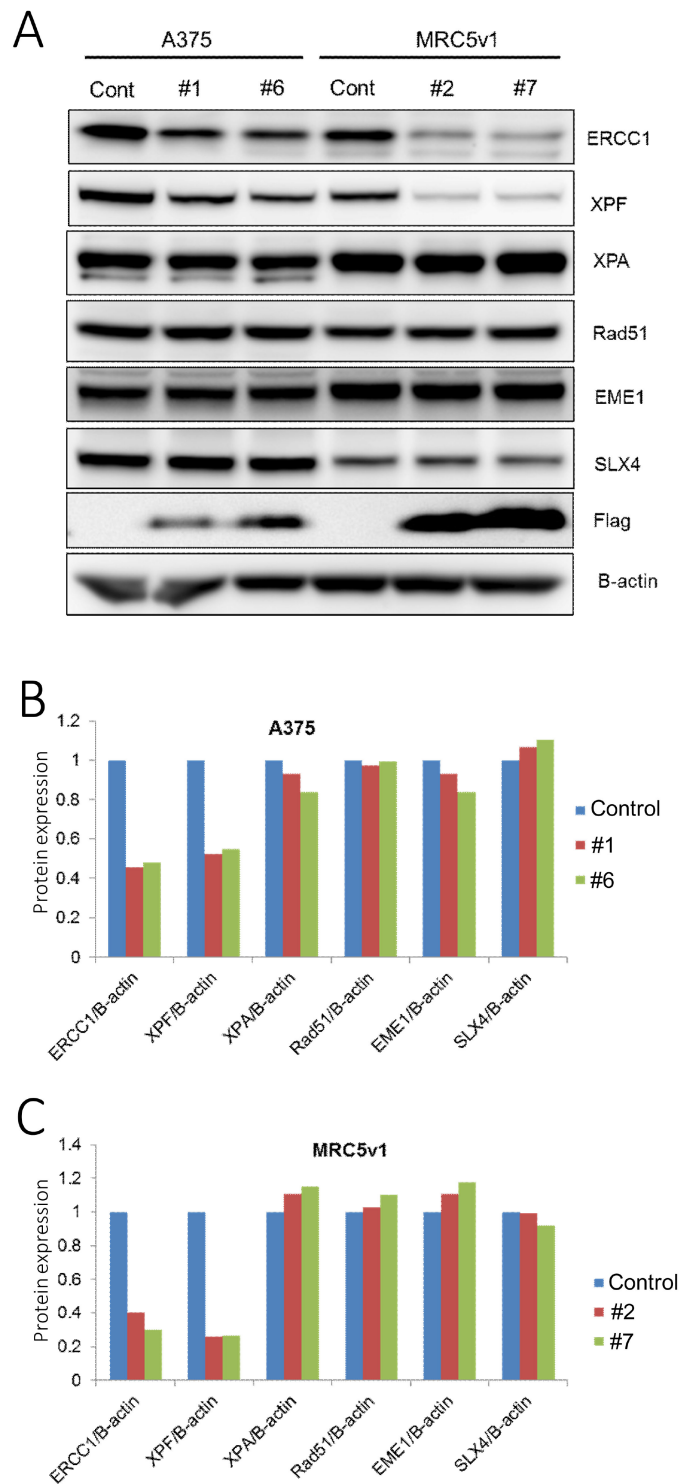 A
A375 MRC5v1
Cont #1 #6 Cont #2 #7
ERCC1
XPF
XPA
Rad51
EME1
SLX4
Flag
B-actin
B
A375
Protein expression
1.2
1
0.8
0.6
0.4
0.2
0
ERCC1/B-actin
XPF/B-actin
XPA/B-actin
Rad51/B-actin
EME1/B-actin
SLX4/B-actin
Control
#1
#6
C
MRC5v1
Protein expression
1.4
1.2
1
0.8
0.6
0.4
0.2
0
ERCC1/B-actin
XPF/B-actin
XPA/B-actin
Rad51/B-actin
EME1/B-actin
SLX4/B-actin
Control
#2
#7